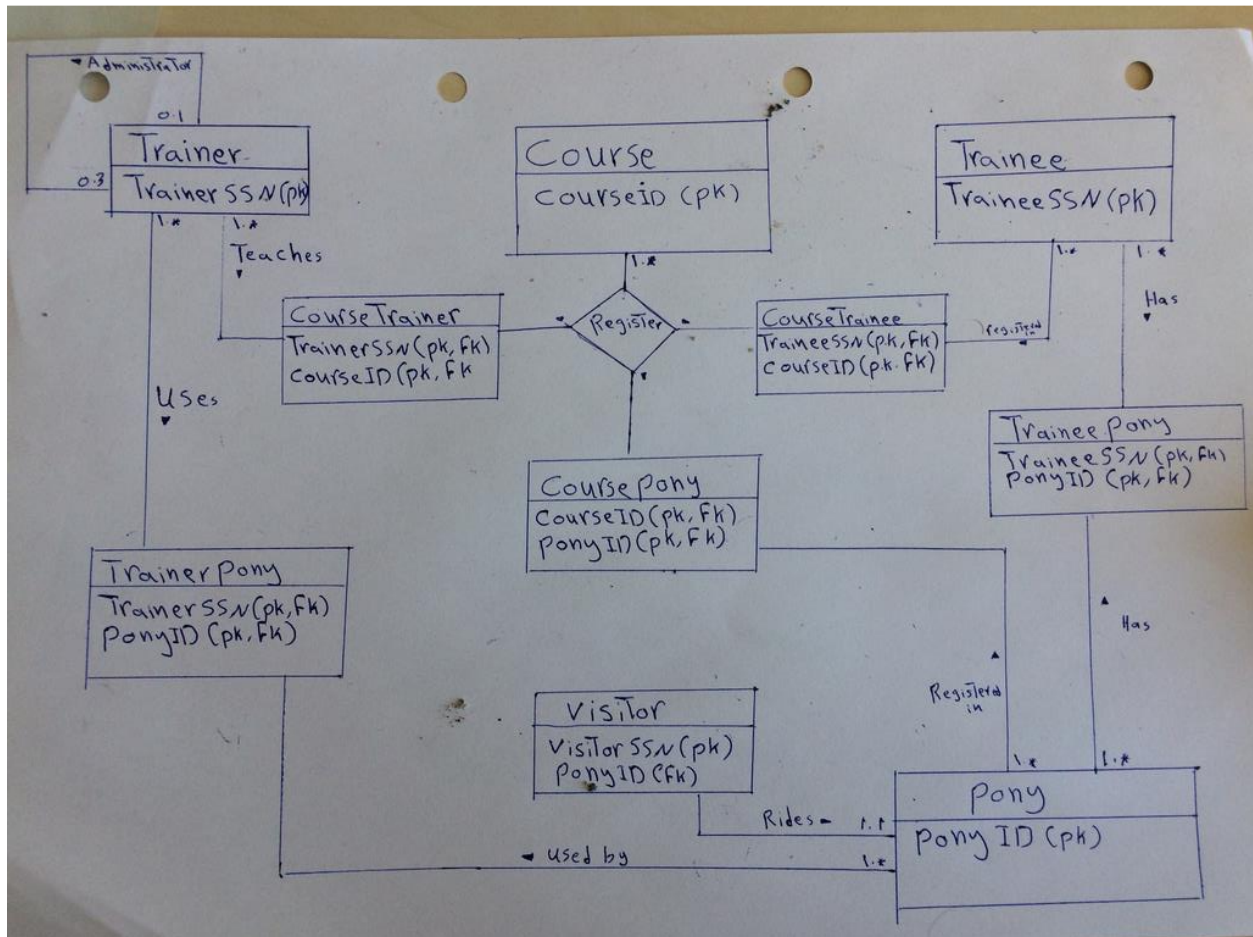 Administrator
0.1
Trainer
0.3
TrainerSSN(pk)
1.*
1.*
Teaches
Uses
Course
CourseID (pk)
1.*
Trainee
TraineeSSN(pk)
1.*
1.*
Has
CourseTrainer
TrainerSSN(pk,fk)
CourseID(pk,fk
Register
CourseTrainee
TraineeSSN(pk,fk)
CourseID(pk.fk)
registered
in
TraineePony
TraineeSSN(pk,fk)
PonyID (pk,fk)
CoursePony
CourseID(pk,fk)
PonyID(pk,fk)
TrainerPony
TrainerSSN(pk,fk)
PonyID (pk,fk)
Has
Registered
in
Visitor
VisitorSSN(pk)
PonyID(fk)
1.*
1.*
Rides
1.1
used by
1.*
Pony
PonyID(pk)